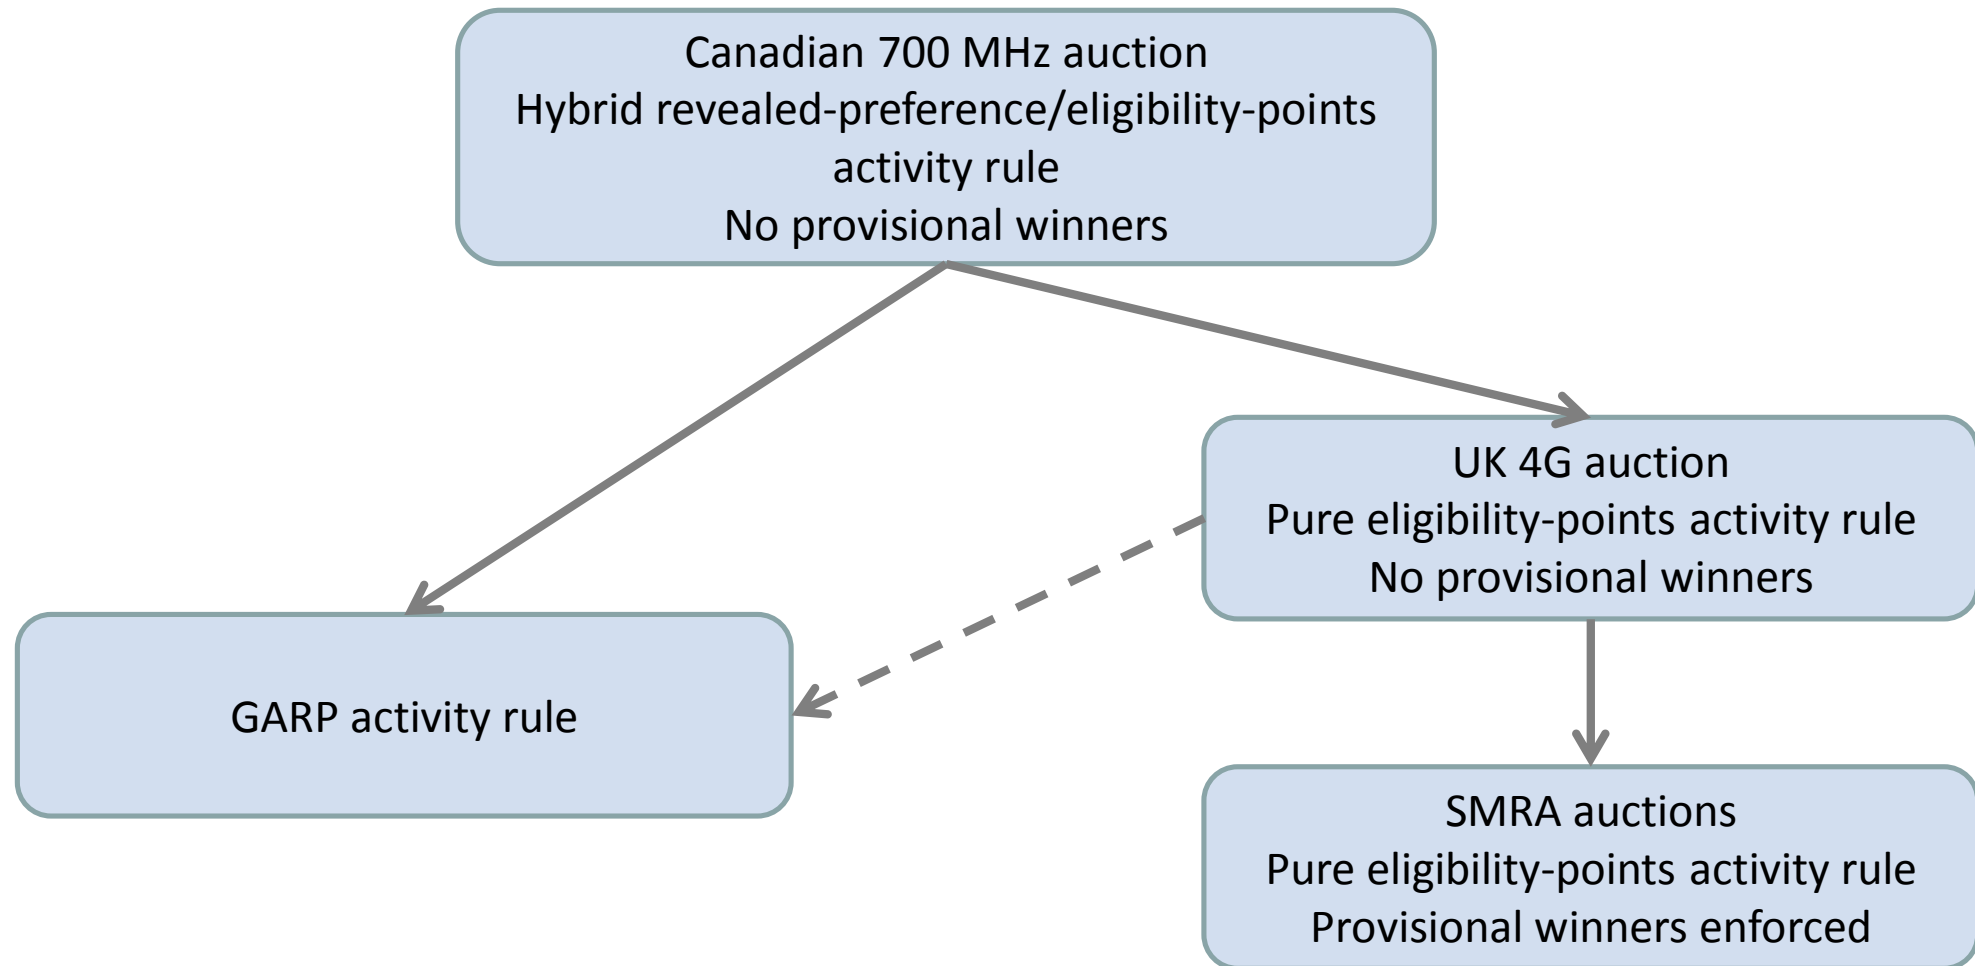 Canadian 700 MHz auction
Hybrid revealed-preference/eligibility-points
activity rule
No provisional winners
UK 4G auction
Pure eligibility-points activity rule
No provisional winners
GARP activity rule
SMRA auctions
Pure eligibility-points activity rule
Provisional winners enforced